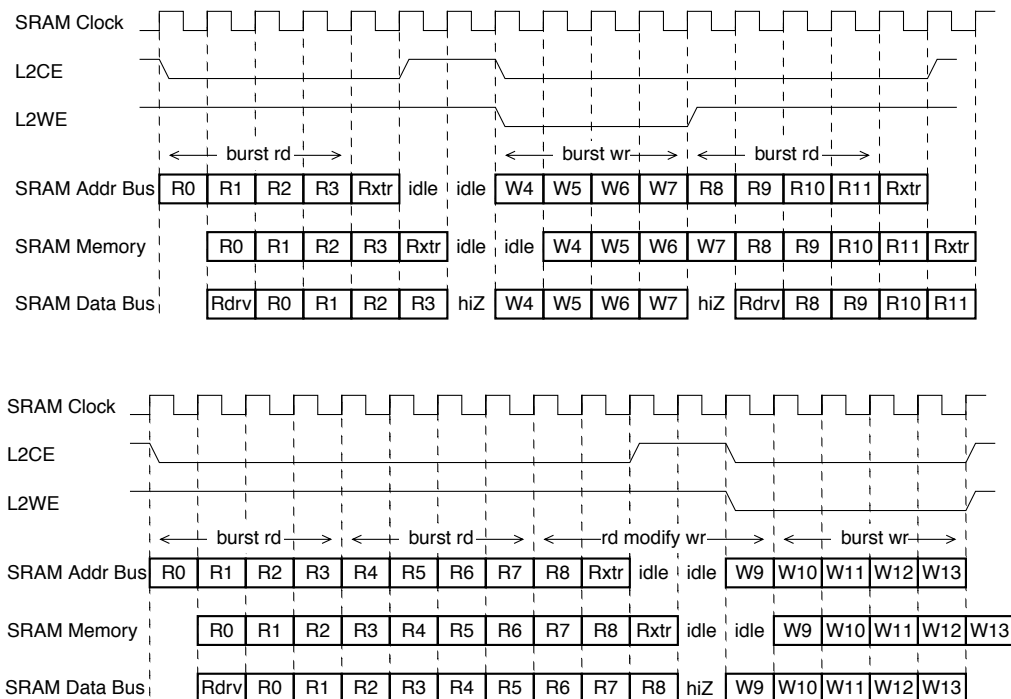 SRAM Clock
L2CE
L2WE
burst rd burst wr burst rd
SRAM Addr Bus R0 R1 R2 R3 Rxtr idle idle W4 W5 W6 W7 R8 R9 R10 R11 Rxtr
SRAM Memory R0 R1 R2 R3 Rxtr idle idle W4 W5 W6 W7 R8 R9 R10 R11 Rxtr
SRAM Data Bus Rdrv R0 R1 R2 R3 hiZ W4 W5 W6 W7 hiZ Rdrv R8 R9 R10 R11
SRAM Clock
L2CE
L2WE
burst rd burst rd rd modify wr burst wr
SRAM Addr Bus R0 R1 R2 R3 R4 R5 R6 R7 R8 Rxtr idle idle W9 W10 W11 W12 W13
SRAM Memory R0 R1 R2 R3 R4 R5 R6 R7 R8 Rxtr idle idle W9 W10 W11 W12 W13
SRAM Data Bus Rdrv R0 R1 R2 R3 R4 R5 R6 R7 R8 hiZ W9 W10 W11 W12 W13